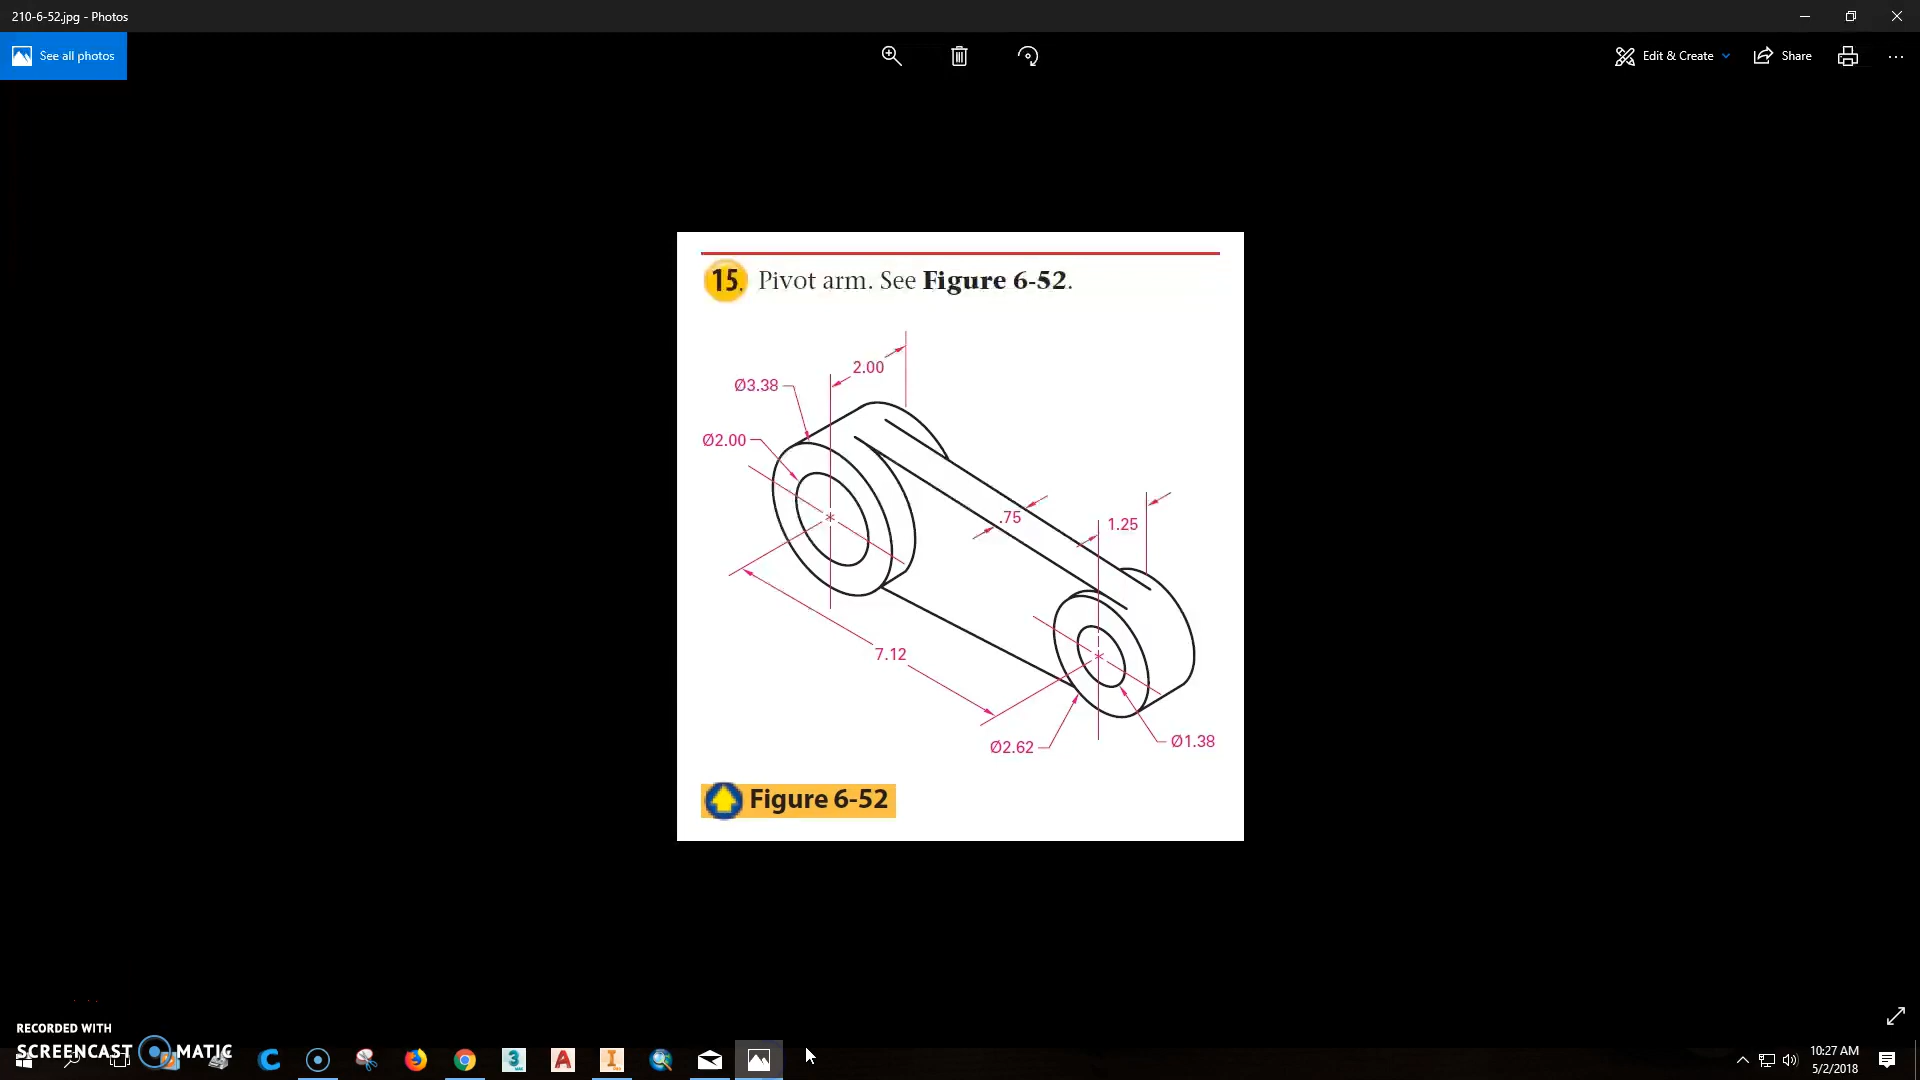 210-6-52.jpg - Photos
See all photos
Edit & Create
Share
15. Pivot arm. See Figure 6-52.
2.00
Ø3.38
Ø2.00
.75
1.25
7.12
Ø2.62
Ø1.38
Figure 6-52
RECORDED WITH
SCREENCAST MATIC
10:27 AM
5/2/2018